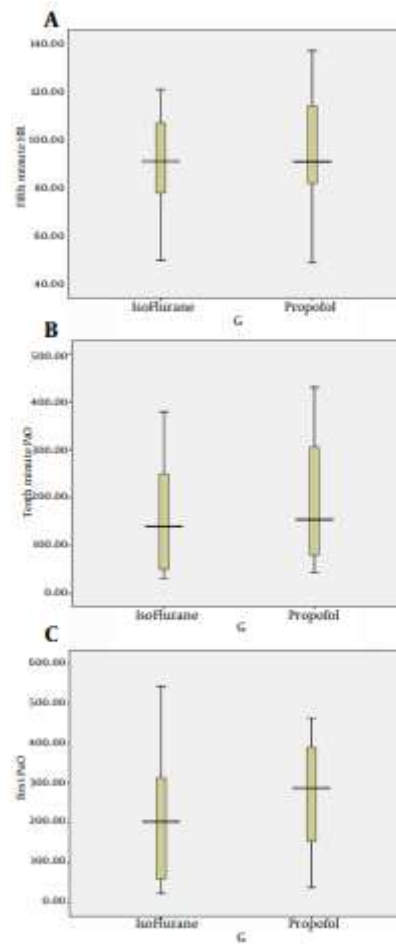 A
140.00
120.00
100.00
80.00
60.00
40.00
Fifth minute HR
IsoFlurane Propofol
G
B
500.00
400.00
300.00
200.00
100.00
0.00
Tenth minute PaO
IsoFlurane Propofol
G
C
600.00
500.00
400.00
300.00
200.00
100.00
0.00
first PaO
IsoFlurane Propofol
G